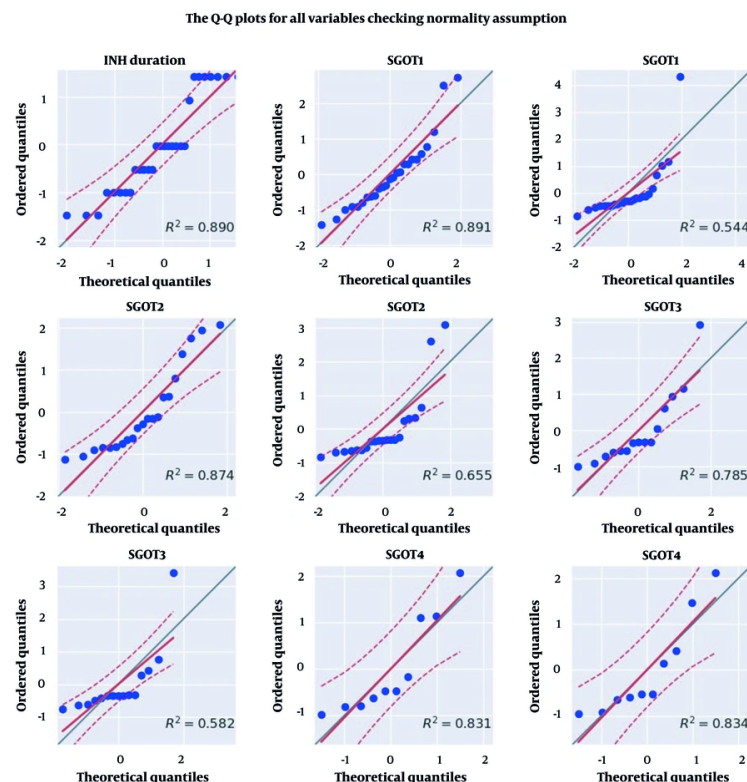 The Q-Q plots for all variables checking normality assumption
INH duration
Ordered quantiles
1
0
-1
-2
R² = 0.890
-2 -1 0 1
Theoretical quantiles
SGOT1
Ordered quantiles
2
1
0
-1
-2
R² = 0.891
-2 0 2
Theoretical quantiles
SGOT1
Ordered quantiles
4
3
2
1
0
-1
-2
R² = 0.544
-2 0 2 4
Theoretical quantiles
SGOT2
Ordered quantiles
2
1
0
-1
-2
R² = 0.874
-2 0 2
Theoretical quantiles
SGOT2
Ordered quantiles
3
2
1
0
-1
-2
R² = 0.655
-2 0 2
Theoretical quantiles
SGOT3
Ordered quantiles
3
2
1
0
-1
R² = 0.785
0 2
Theoretical quantiles
SGOT3
Ordered quantiles
3
2
1
0
-1
R² = 0.582
0 2
Theoretical quantiles
SGOT4
Ordered quantiles
2
1
0
-1
R² = 0.831
-1 0 1 2
Theoretical quantiles
SGOT4
Ordered quantiles
2
1
0
-1
R² = 0.834
-1 0 1 2
Theoretical quantiles